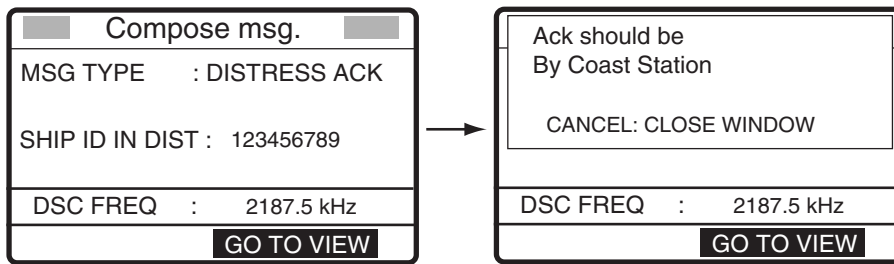 Compose msg.
MSG TYPE : DISTRESS ACK
SHIP ID IN DIST : 123456789
DSC FREQ : 2187.5 kHz
GO TO VIEW
Ack should be
By Coast Station
CANCEL: CLOSE WINDOW
DSC FREQ : 2187.5 kHz
GO TO VIEW